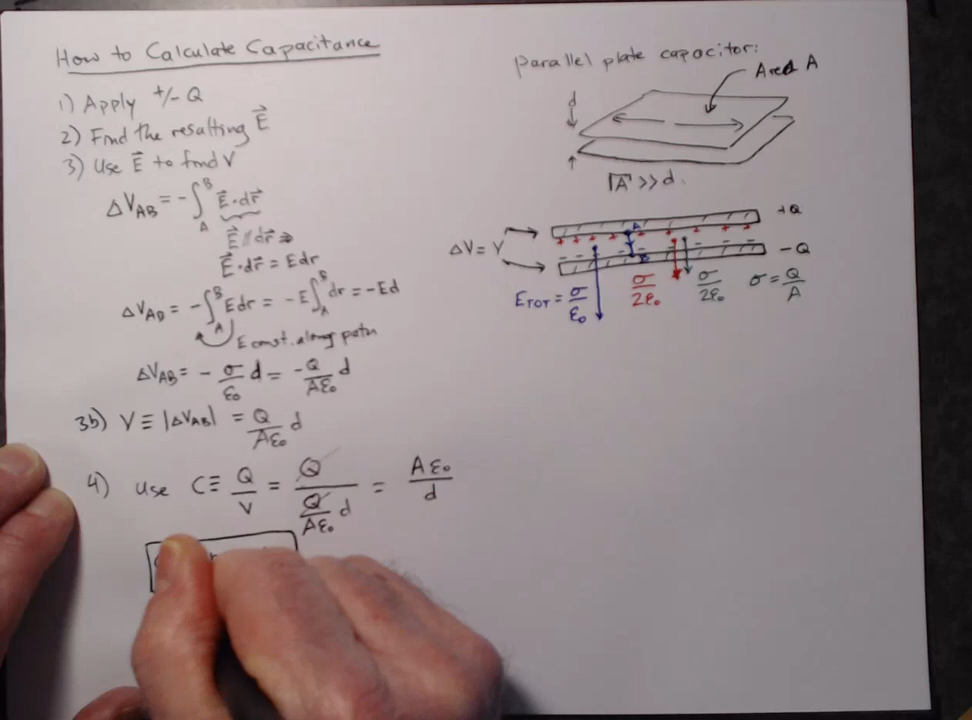 How to Calculate Capacitance
1) Apply +/- Q
2) Find the resulting E⃗
3) Use E⃗ to find V
ΔV_AB = -∫_A^B E⃗·dr⃗
E⃗ // dr⃗ ⇒
E⃗·dr⃗ = Edr
ΔV_AB = -∫_A^B Edr = -E∫_A^B dr = -Ed
E const. along path
ΔV_AB = - σ/ε₀ d = -Q/Aε₀ d
3b) V ≡ |ΔV_AB| = Q/Aε₀ d
4) Use C ≡ Q/V = Q/(Q/Aε₀ d) = Aε₀/d
Parallel plate capacitor:
Area A
d
√A >> d.
+Q
A
ΔV = V
B
-Q
E_TOT = σ/ε₀
σ/2ε₀
σ/2ε₀
σ = Q/A